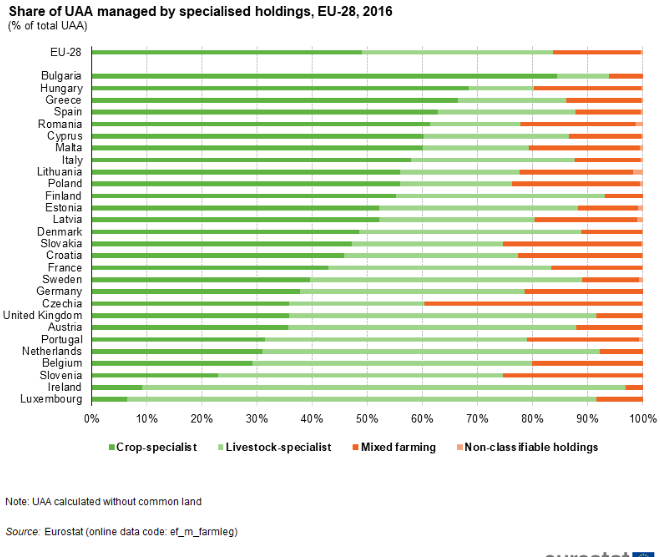 Share of UAA managed by specialised holdings, EU-28, 2016
(% of total UAA)
EU-28
Bulgaria
Hungary
Greece
Spain
Romania
Cyprus
Malta
Italy
Lithuania
Poland
Finland
Estonia
Latvia
Denmark
Slovakia
Croatia
France
Sweden
Germany
Czechia
United Kingdom
Austria
Portugal
Netherlands
Belgium
Slovenia
Ireland
Luxembourg
0% 10% 20% 30% 40% 50% 60% 70% 80% 90% 100%
Crop-specialist Livestock-specialist Mixed farming Non-classifiable holdings
Note: UAA calculated without common land
Source: Eurostat (online data code: ef_m_farmleg)
eurostat